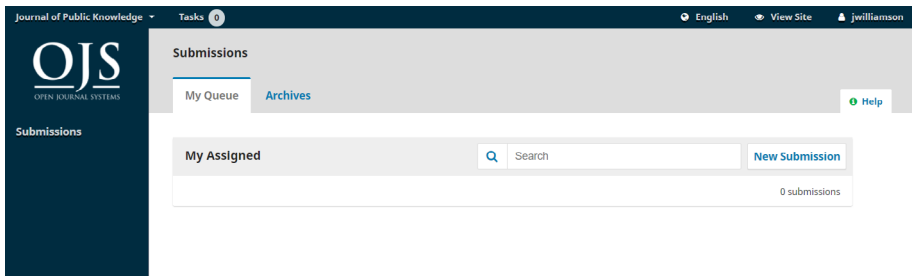 Journal of Public Knowledge Tasks 0 English View Site jwilliamson
OJS
OPEN JOURNAL SYSTEMS
Submissions
Submissions
My Queue Archives
Help
My Assigned Search New Submission
0 submissions